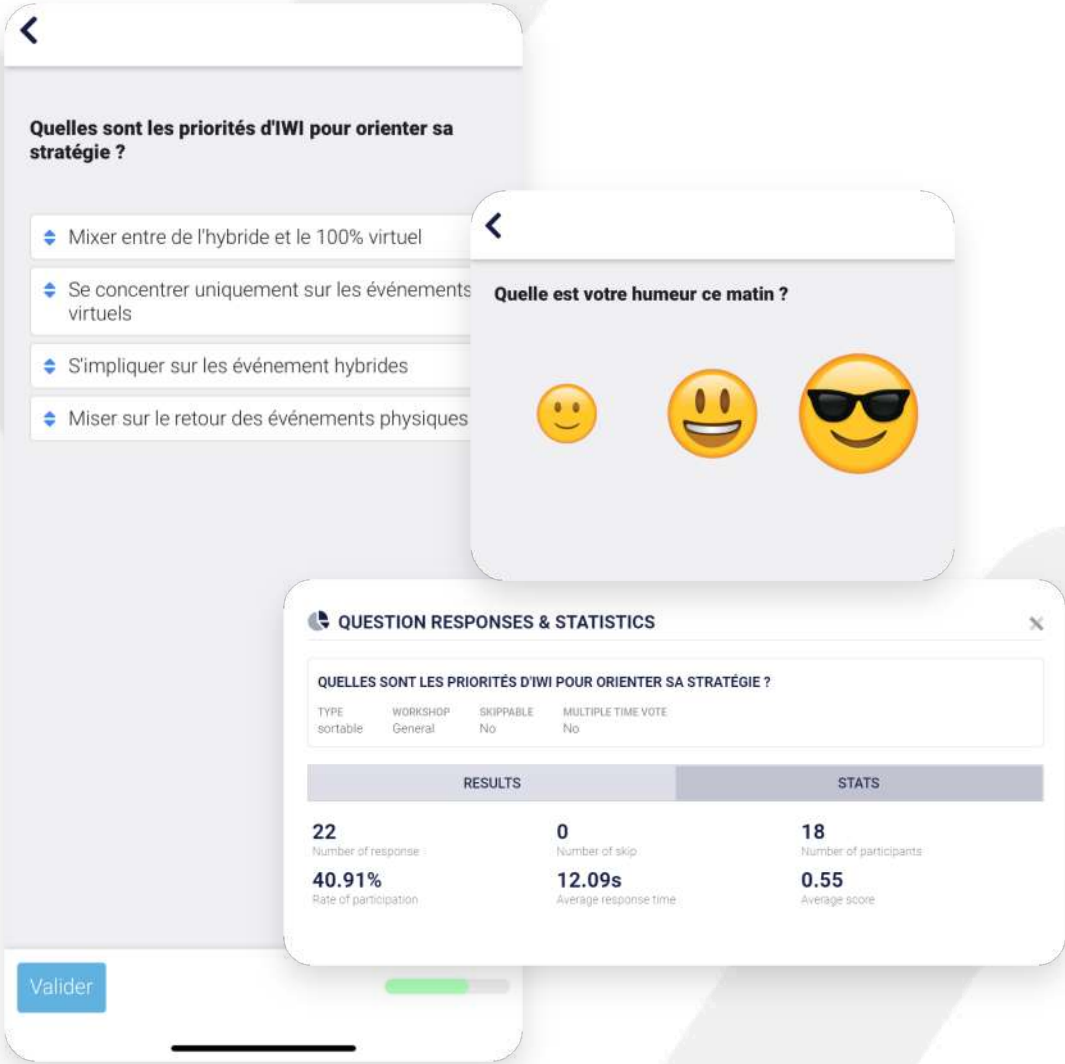 Quelles sont les priorités d'IWI pour orienter sa
stratégie ?
Mixer entre de l'hybride et le 100% virtuel
Se concentrer uniquement sur les événements
virtuels
S'impliquer sur les événement hybrides
Miser sur le retour des événements physiques
Quelle est votre humeur ce matin ?
QUESTION RESPONSES & STATISTICS
QUELLES SONT LES PRIORITÉS D'IWI POUR ORIENTER SA STRATÉGIE ?
TYPE WORKSHOP SKIPPABLE MULTIPLE TIME VOTE
sortable General No No
RESULTS STATS
22 0 18
Number of response Number of skip Number of participants
40.91% 12.09s 0.55
Rate of participation Average response time Average score
Valider